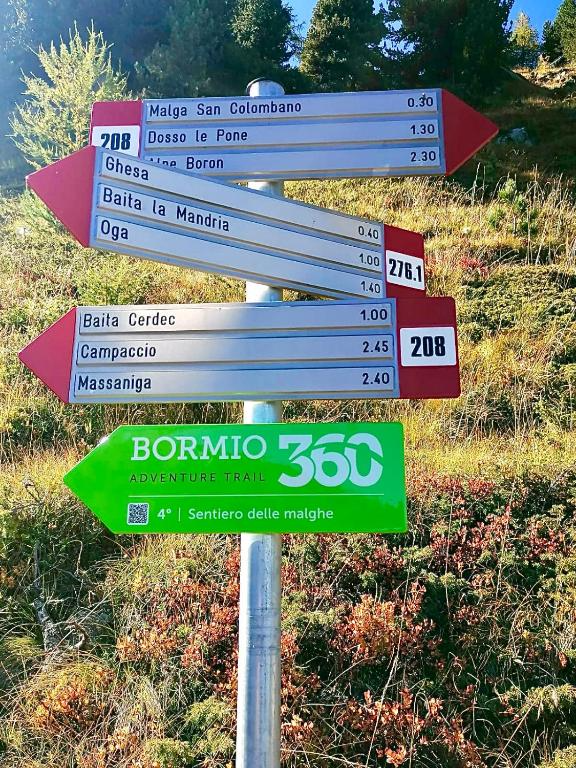 Malga San Colombano 0.30
Dosso le Pone 1.30
208
Alpe Boron 2.30
Ghesa 0.40
Baita la Mandria 1.00
Oga 1.40
276.1
Baita Cerdec 1.00
Campaccio 2.45
Massaniga 2.40
208
BORMIO 360
ADVENTURE TRAIL
4° | Sentiero delle malghe